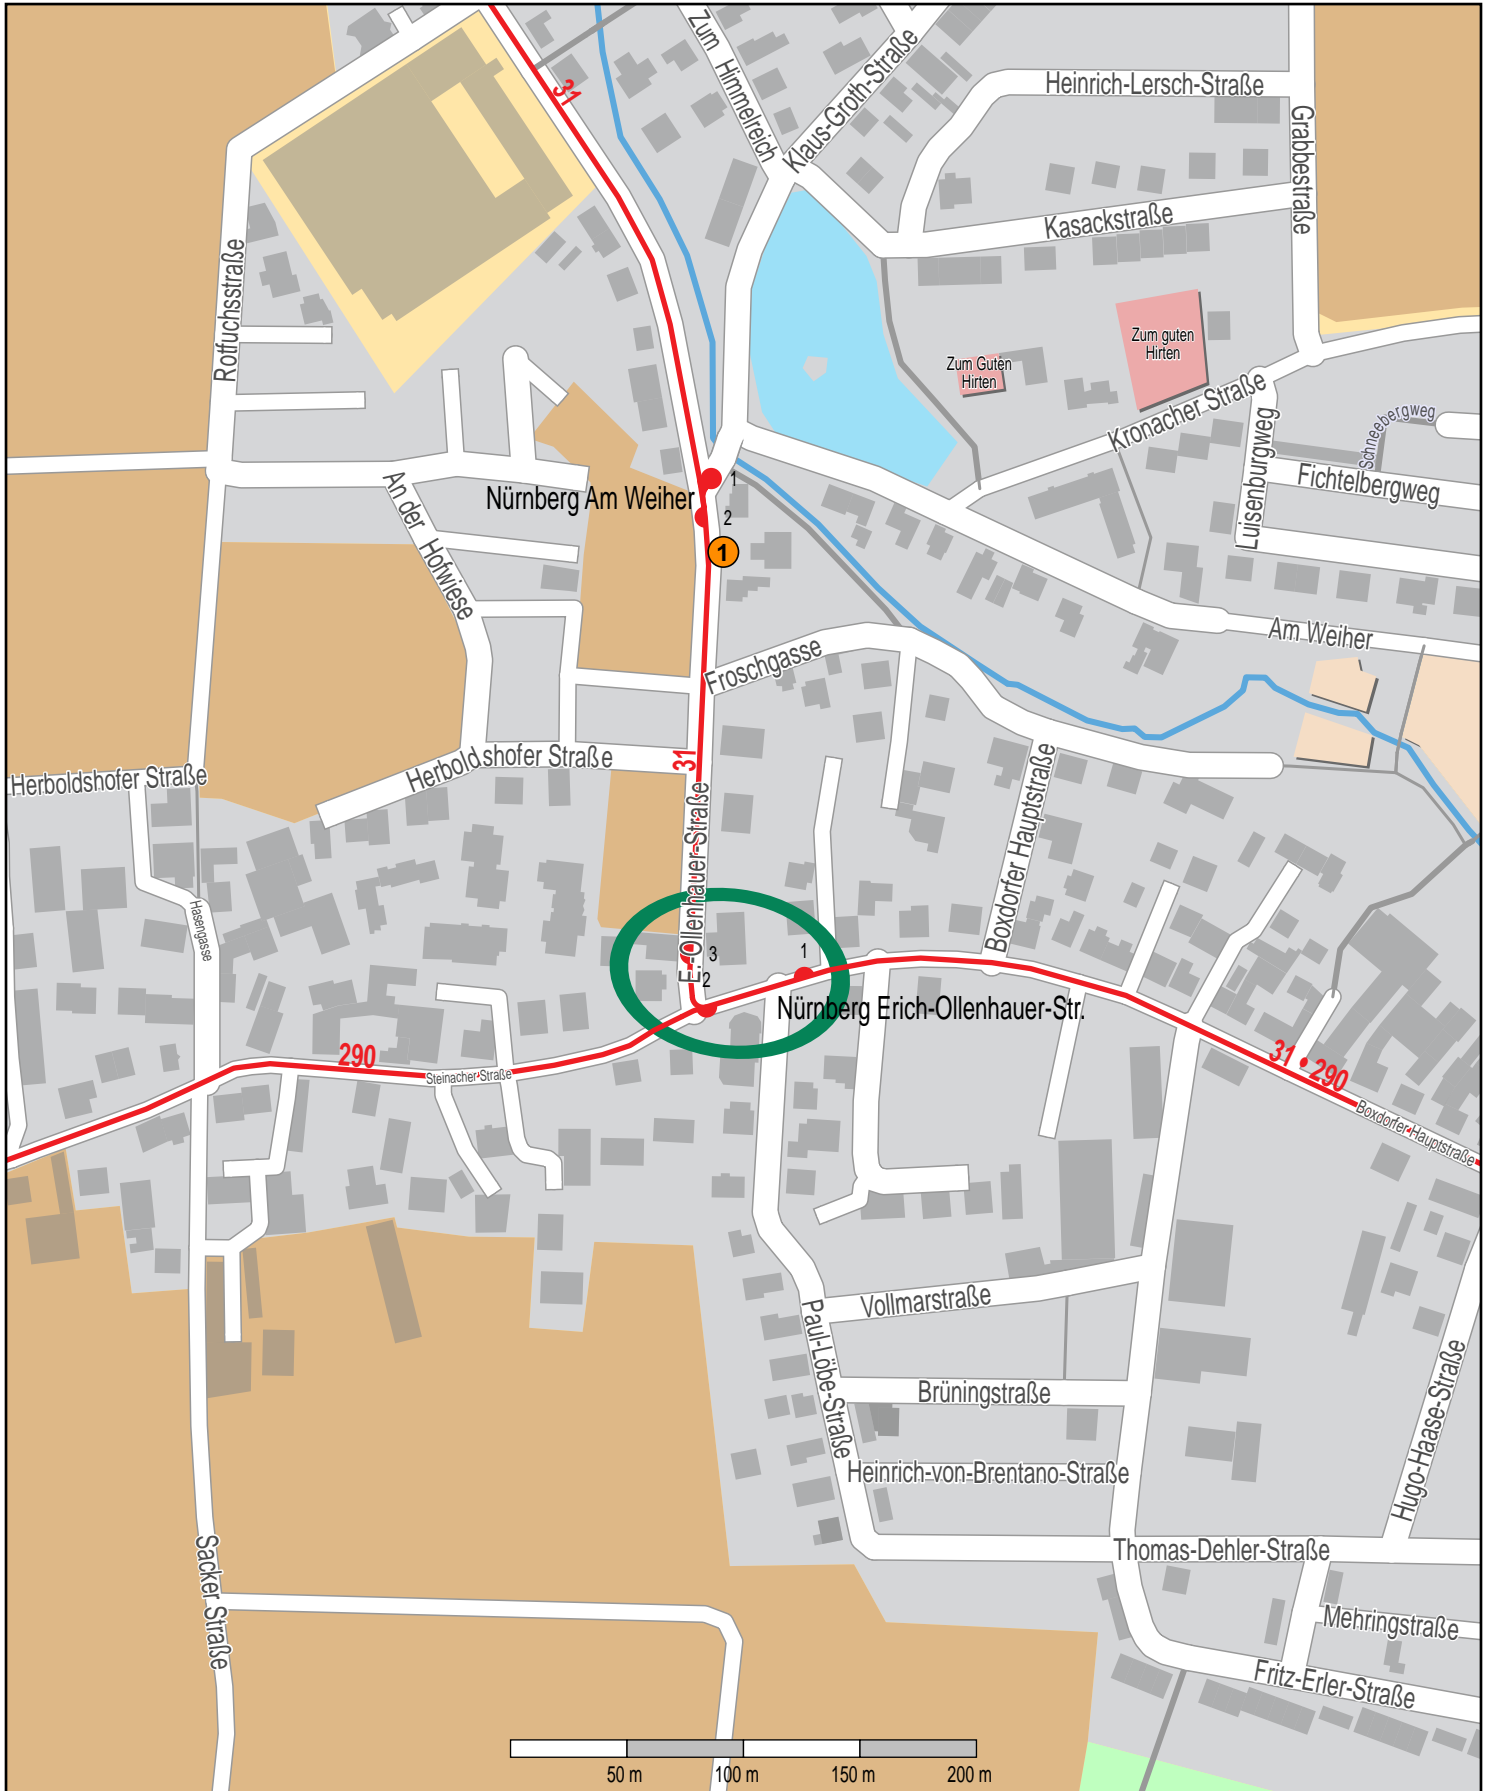 Zum Himmelreich
Klaus-Groth-Straße
Heinrich-Lersch-Straße
Grabbestraße
31
Kasackstraße
Rotfuchsstraße
Zum guten
Hirten
Zum Guten
Hirten
Kronacher Straße
Schneebergweg
Luisenburgweg
Fichtelbergweg
An der Hofwiese
Nürnberg Am Weiher
1
2
1
Am Weiher
Froschgasse
Herboldshofer Straße
Herboldshofer Straße
31
E.-Ollenhauer-Straße
Boxdorfer Hauptstraße
Hasengasse
3
2
1
Nürnberg Erich-Ollenhauer-Str.
290
Steinacher Straße
31 • 290
Boxdorfer Hauptstraße
Vollmarstraße
Paul-Löbe-Straße
Brüningstraße
Heinrich-von-Brentano-Straße
Hugo-Haase-Straße
Thomas-Dehler-Straße
Sacker Straße
Mehringstraße
Fritz-Erler-Straße
50 m
100 m
150 m
200 m